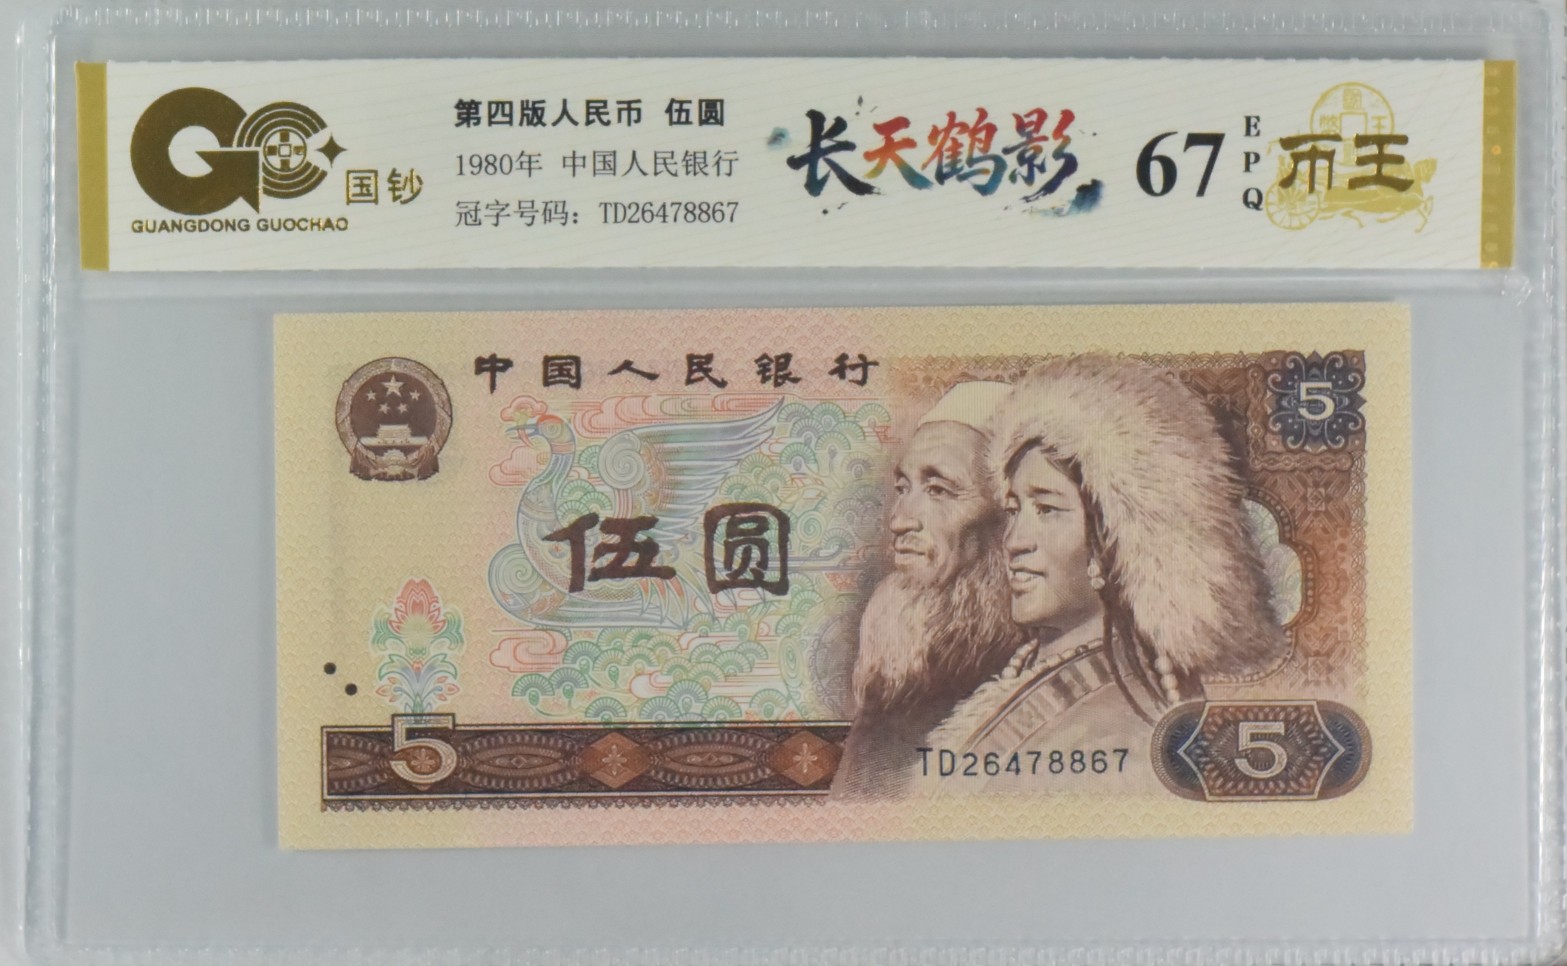 国钞
GUANGDONG GUOCHAO
第四版人民币 伍圆
1980年 中国人民银行
冠字号码：TD26478867
长天鹤影
67
EPQ
币王
中国人民银行
5
伍圆
5
TD26478867
5